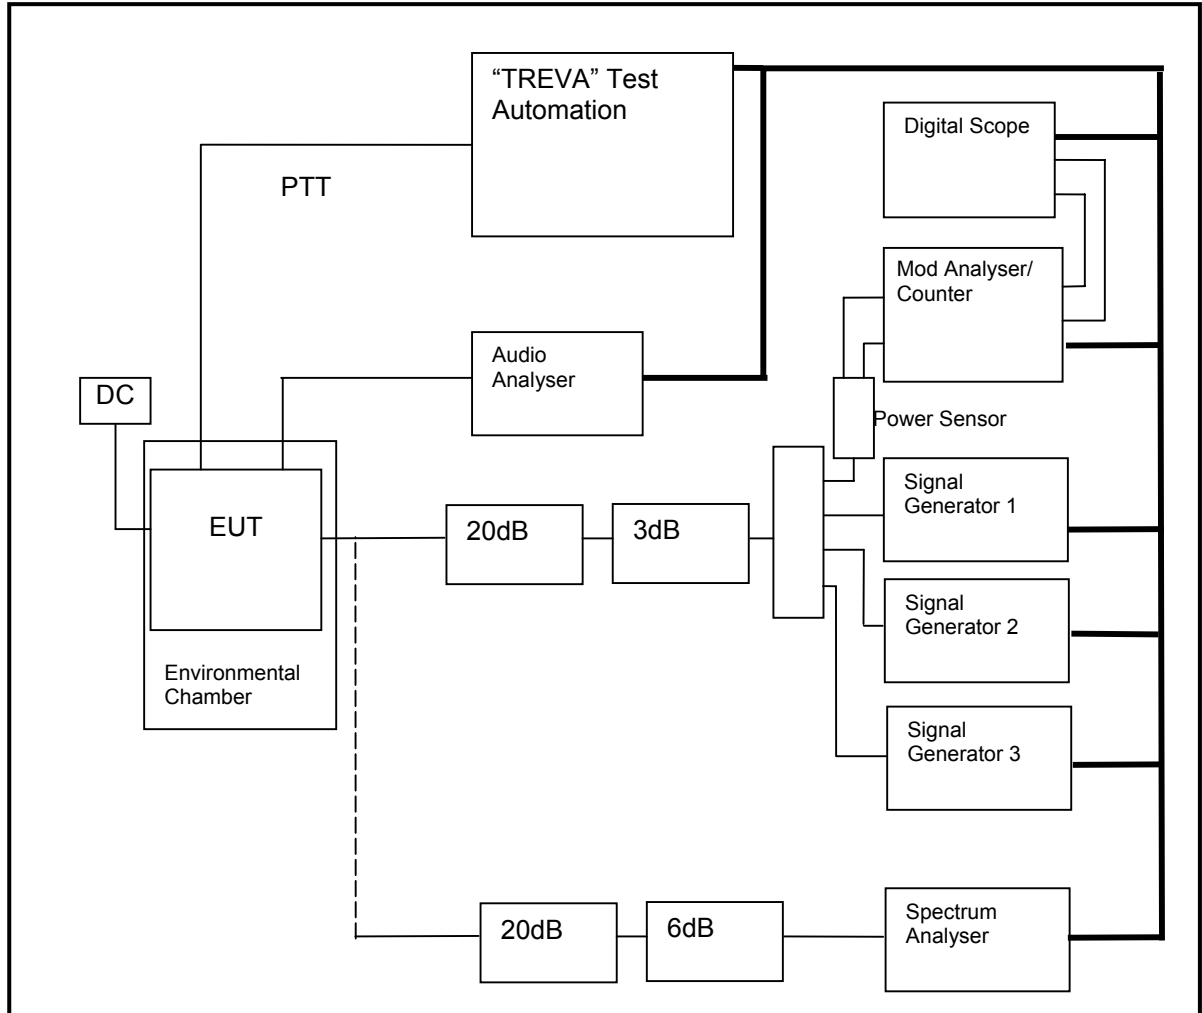 “TREVA” Test
Automation
Digital Scope
PTT
Mod Analyser/
Counter
Audio
Analyser
DC
Power Sensor
Signal
Generator 1
EUT
20dB
3dB
Signal
Generator 2
Environmental
Chamber
Signal
Generator 3
20dB
6dB
Spectrum
Analyser